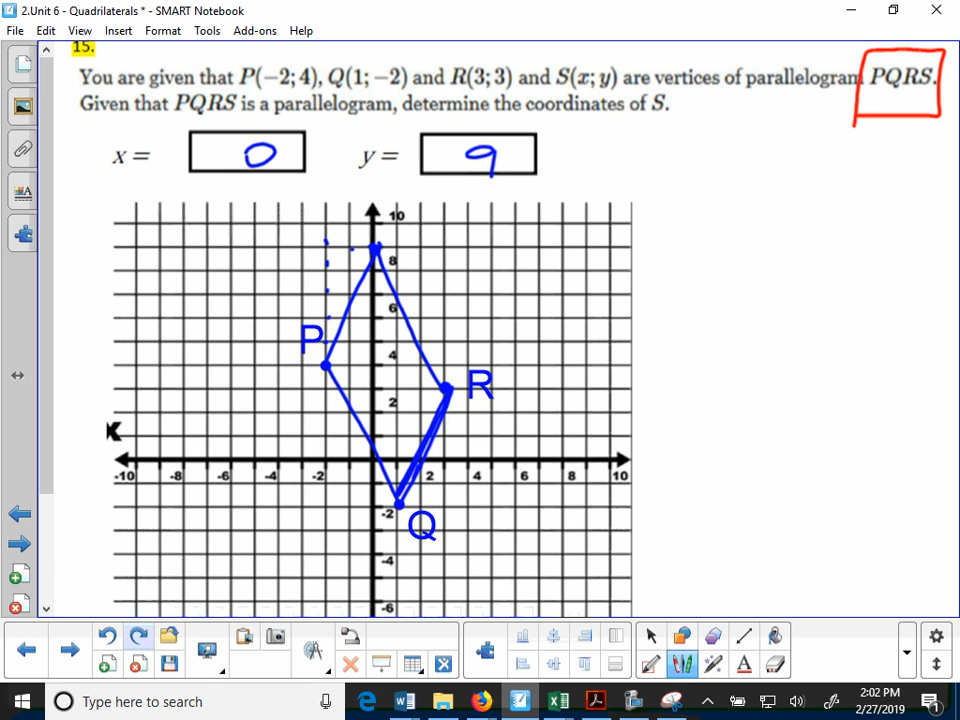 2.Unit 6 - Quadrilaterals * - SMART Notebook
File Edit View Insert Format Tools Add-ons Help
15.
You are given that P(−2; 4), Q(1; −2) and R(3; 3) and S(x; y) are vertices of parallelogram PQRS.
Given that PQRS is a parallelogram, determine the coordinates of S.
x = 0 y = 9
10
8
6
P
4
R
2
x
-10 -8 -6 -4 -2 2 4 6 8 10
-2
Q
-4
-6
Type here to search
2:02 PM
2/27/2019
1